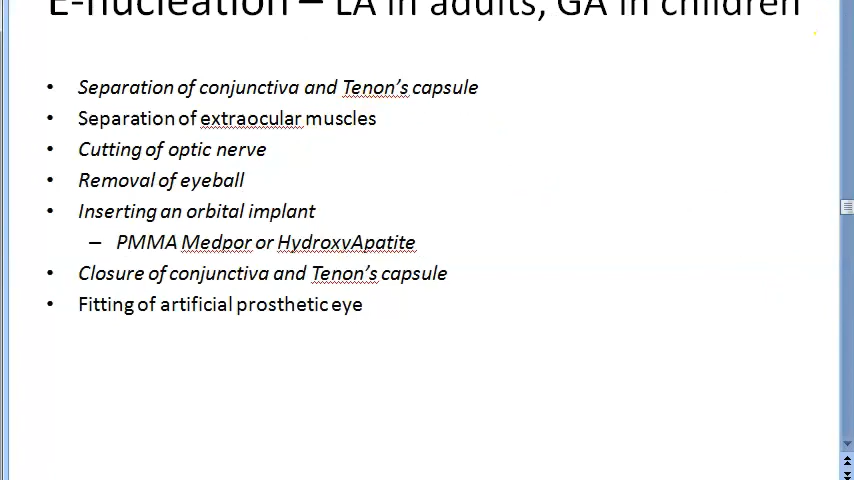 E-nucleation – LA in adults, GA in children
• Separation of conjunctiva and Tenon's capsule
• Separation of extraocular muscles
• Cutting of optic nerve
• Removal of eyeball
• Inserting an orbital implant
– PMMA Medpor or HydroxyApatite
• Closure of conjunctiva and Tenon's capsule
• Fitting of artificial prosthetic eye